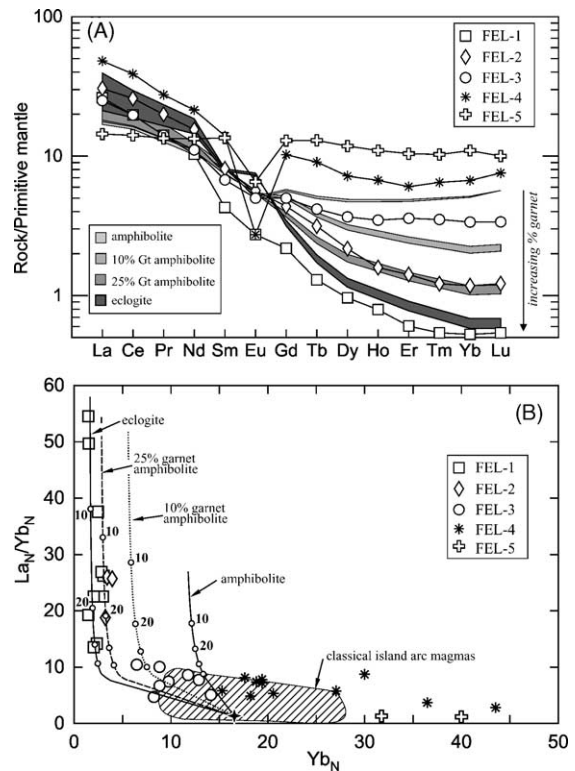 (A)
100
10
1
Rock/Primitive mantle
FEL-1
FEL-2
FEL-3
FEL-4
FEL-5
amphibolite
10% Gt amphibolite
25% Gt amphibolite
eclogite
increasing % garnet
La Ce Pr Nd Sm Eu Gd Tb Dy Ho Er Tm Yb Lu
(B)
60
50
40
30
20
10
0
LaN/YbN
eclogite
25% garnet
amphibolite
10% garnet
amphibolite
amphibolite
10
10
10
10
20
20
20
20
classical island arc magmas
FEL-1
FEL-2
FEL-3
FEL-4
FEL-5
0 10 20 25 30 35 40 45 50
YbN